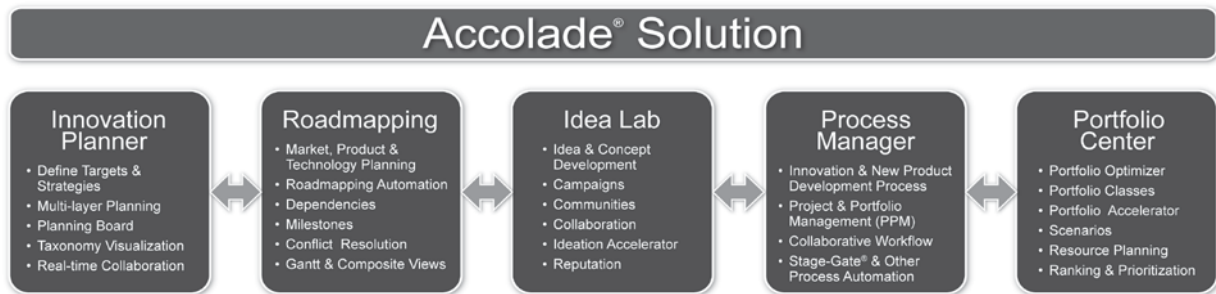 Accolade® Solution
Innovation
Planner
• Define Targets &
Strategies
• Multi-layer Planning
• Planning Board
• Taxonomy Visualization
• Real-time Collaboration
Roadmapping
• Market, Product &
Technology Planning
• Roadmapping Automation
• Dependencies
• Milestones
• Conflict Resolution
• Gantt & Composite Views
Idea Lab
• Idea & Concept
Development
• Campaigns
• Communities
• Collaboration
• Ideation Accelerator
• Reputation
Process
Manager
• Innovation & New Product
Development Process
• Project & Portfolio
Management (PPM)
• Collaborative Workflow
• Stage-Gate® & Other
Process Automation
Portfolio
Center
• Portfolio Optimizer
• Portfolio Classes
• Portfolio Accelerator
• Scenarios
• Resource Planning
• Ranking & Prioritization